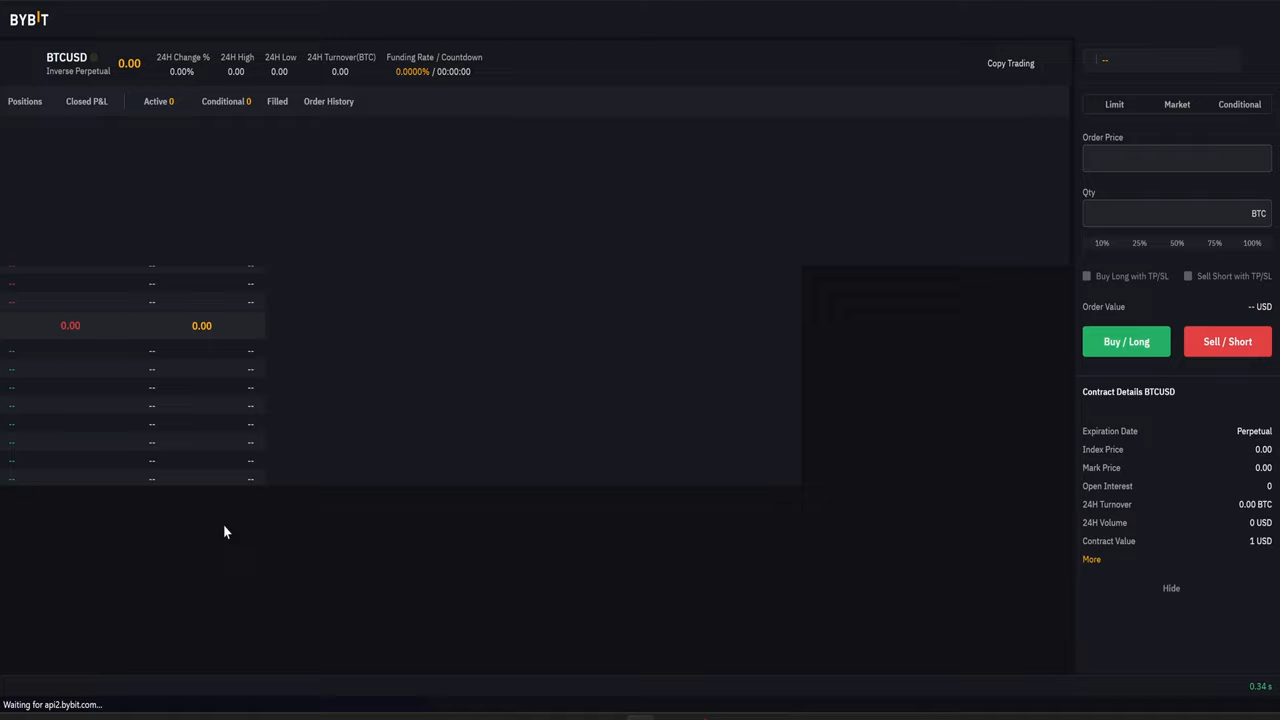 BYBIT
BTCUSD
Inverse Perpetual
0.00
24H Change %
0.00%
24H High
0.00
24H Low
0.00
24H Turnover(BTC)
0.00
Funding Rate / Countdown
0.0000% / 00:00:00
Copy Trading
--
Positions Closed P&L Active 0 Conditional 0 Filled Order History
Limit Market Conditional
Order Price
Qty
BTC
10% 25% 50% 75% 100%
Buy Long with TP/SL Sell Short with TP/SL
Order Value -- USD
Buy / Long Sell / Short
-- -- --
-- -- --
-- -- --
0.00 0.00
-- -- --
-- -- --
-- -- --
-- -- --
-- -- --
-- -- --
-- -- --
-- -- --
Contract Details BTCUSD
Expiration Date Perpetual
Index Price 0.00
Mark Price 0.00
Open Interest 0
24H Turnover 0.00 BTC
24H Volume 0 USD
Contract Value 1 USD
More
Hide
0.34 s
Waiting for api2.bybit.com...